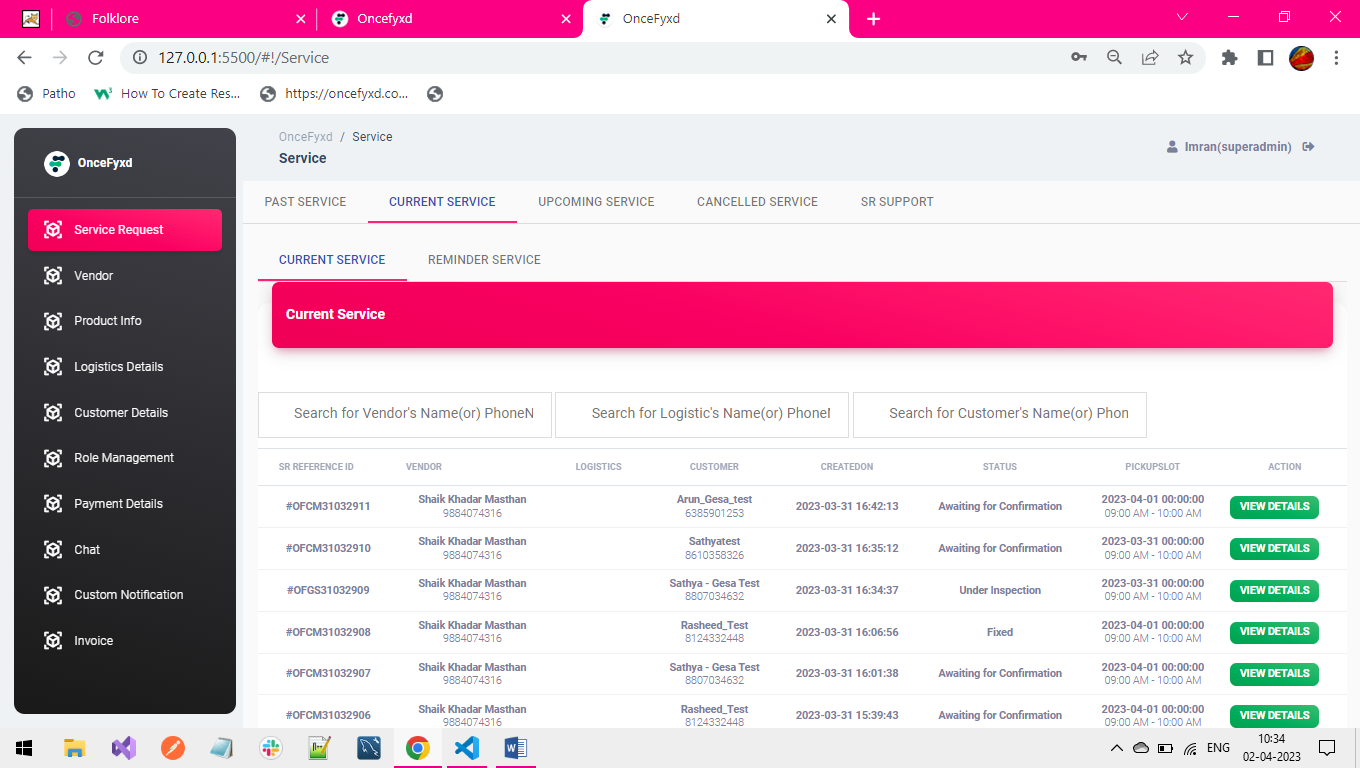 Folklore
Oncefyxd
OnceFyxd
127.0.0.1:5500/#!/Service
Patho
How To Create Res...
https://oncefyxd.co...
OnceFyxd
OnceFyxd / Service
Service
Imran(superadmin)
Service Request
Vendor
Product Info
Logistics Details
Customer Details
Role Management
Payment Details
Chat
Custom Notification
Invoice
PAST SERVICE
CURRENT SERVICE
UPCOMING SERVICE
CANCELLED SERVICE
SR SUPPORT
CURRENT SERVICE
REMINDER SERVICE
Current Service
Search for Vendor's Name(or) PhoneN
Search for Logistic's Name(or) PhoneN
Search for Customer's Name(or) Phon
SR REFERENCE ID VENDOR LOGISTICS CUSTOMER CREATEDON STATUS PICKUPSLOT ACTION
#OFCM31032911 Shaik Khadar Masthan Arun_Gesa_test 2023-03-31 16:42:13 Awaiting for Confirmation 2023-04-01 00:00:00 VIEW DETAILS
9884074316 6385901253 09:00 AM - 10:00 AM
#OFCM31032910 Shaik Khadar Masthan Sathyatest 2023-03-31 16:35:12 Awaiting for Confirmation 2023-03-31 00:00:00 VIEW DETAILS
9884074316 8610358326 09:00 AM - 10:00 AM
#OFGS31032909 Shaik Khadar Masthan Sathya - Gesa Test 2023-03-31 16:34:37 Under Inspection 2023-03-31 00:00:00 VIEW DETAILS
9884074316 8807034632 09:00 AM - 10:00 AM
#OFCM31032908 Shaik Khadar Masthan Rasheed_Test 2023-03-31 16:06:56 Fixed 2023-04-01 00:00:00 VIEW DETAILS
9884074316 8124332448 09:00 AM - 10:00 AM
#OFCM31032907 Shaik Khadar Masthan Sathya - Gesa Test 2023-03-31 16:01:38 Awaiting for Confirmation 2023-04-01 00:00:00 VIEW DETAILS
9884074316 8807034632 09:00 AM - 10:00 AM
#OFCM31032906 Shaik Khadar Masthan Rasheed_Test 2023-03-31 15:39:43 Awaiting for Confirmation 2023-04-01 00:00:00 VIEW DETAILS
9884074316 8124332448 09:00 AM - 10:00 AM
ENG
10:34
02-04-2023